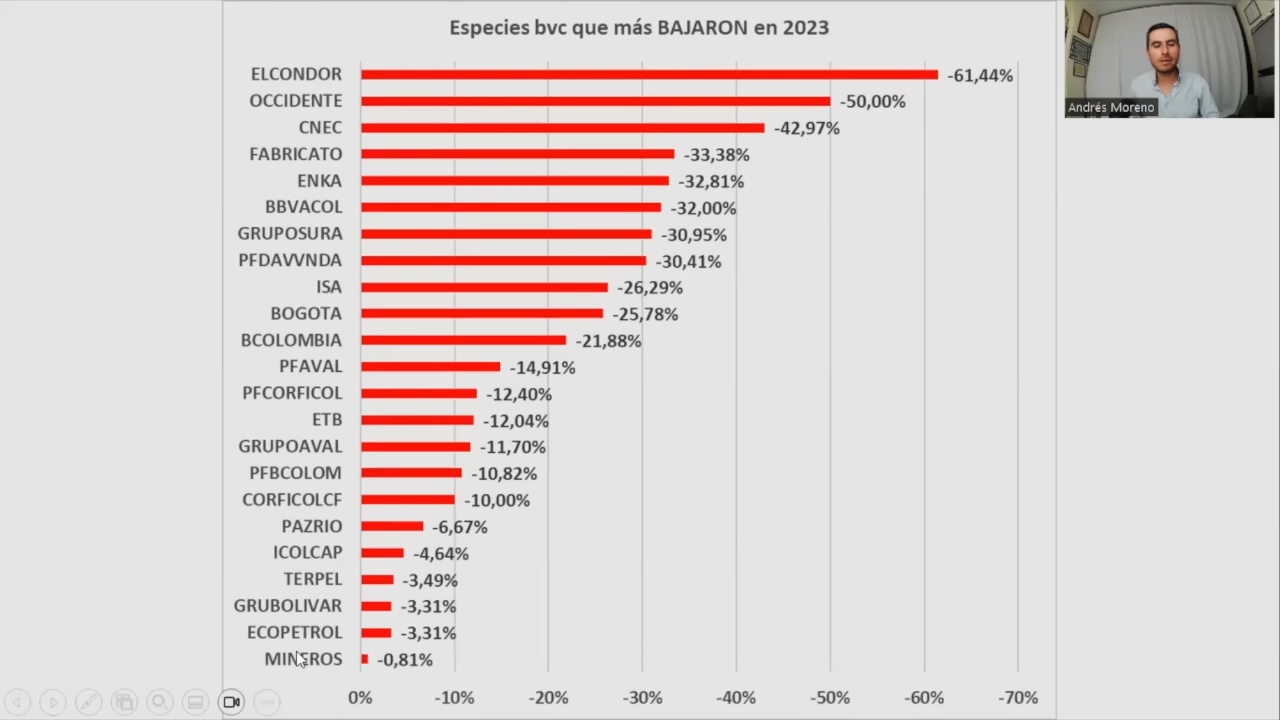 Especies bvc que más BAJARON en 2023
ELCONDOR -61,44%
OCCIDENTE -50,00%
CNEC -42,97%
FABRICATO -33,38%
ENKA -32,81%
BBVACOL -32,00%
GRUPOSURA -30,95%
PFDAVVNDA -30,41%
ISA -26,29%
BOGOTA -25,78%
BCOLOMBIA -21,88%
PFAVAL -14,91%
PFCORFICOL -12,40%
ETB -12,04%
GRUPOAVAL -11,70%
PFBCOLOM -10,82%
CORFICOLCF -10,00%
PAZRIO -6,67%
ICOLCAP -4,64%
TERPEL -3,49%
GRUBOLIVAR -3,31%
ECOPETROL -3,31%
MINEROS -0,81%
0% -10% -20% -30% -40% -50% -60% -70%
Andrés Moreno